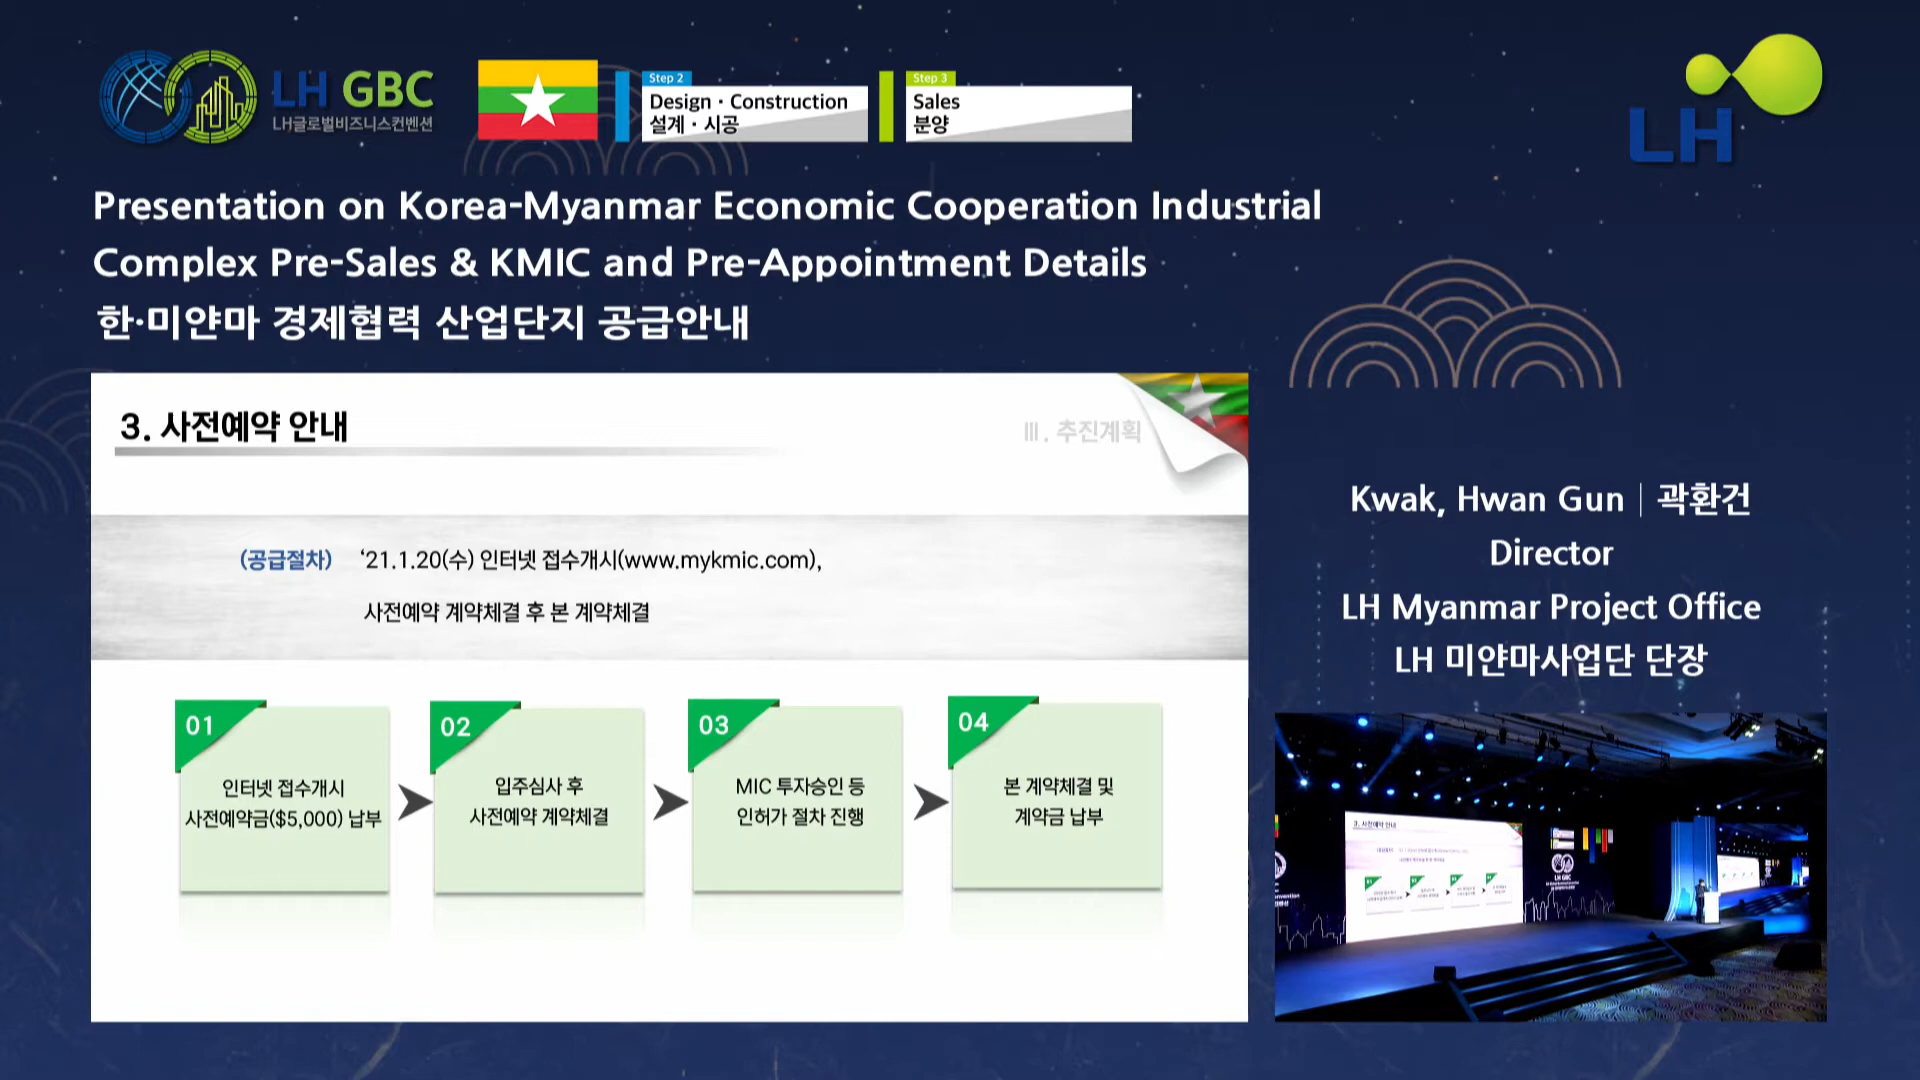 LH GBC
LH글로벌비즈니스컨벤션
Step 2
Design · Construction
설계 · 시공
Step 3
Sales
분양
LH
Presentation on Korea-Myanmar Economic Cooperation Industrial
Complex Pre-Sales & KMIC and Pre-Appointment Details
한·미얀마 경제협력 산업단지 공급안내
3. 사전예약 안내
Ⅲ. 추진계획
(공급절차) ‘21.1.20(수) 인터넷 접수개시(www.mykmic.com),
사전예약 계약체결 후 본 계약체결
01
인터넷 접수개시
사전예약금($5,000) 납부
02
입주심사 후
사전예약 계약체결
03
MIC 투자승인 등
인허가 절차 진행
04
본 계약체결 및
계약금 납부
Kwak, Hwan Gun | 곽환건
Director
LH Myanmar Project Office
LH 미얀마사업단 단장
3. 사전예약 안내
LH GBC